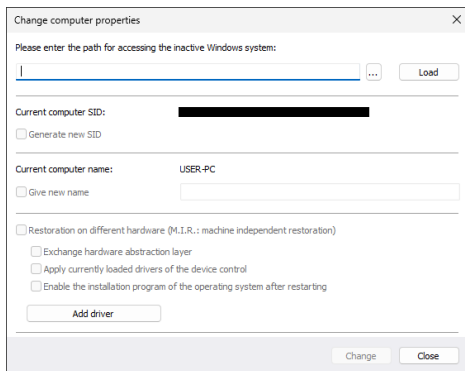 Change computer properties
Please enter the path for accessing the inactive Windows system:
...
Load
Current computer SID:
Generate new SID
Current computer name: USER-PC
Give new name
Restoration on different hardware (M.I.R.: machine independent restoration)
Exchange hardware abstraction layer
Apply currently loaded drivers of the device control
Enable the installation program of the operating system after restarting
Add driver
Change Close